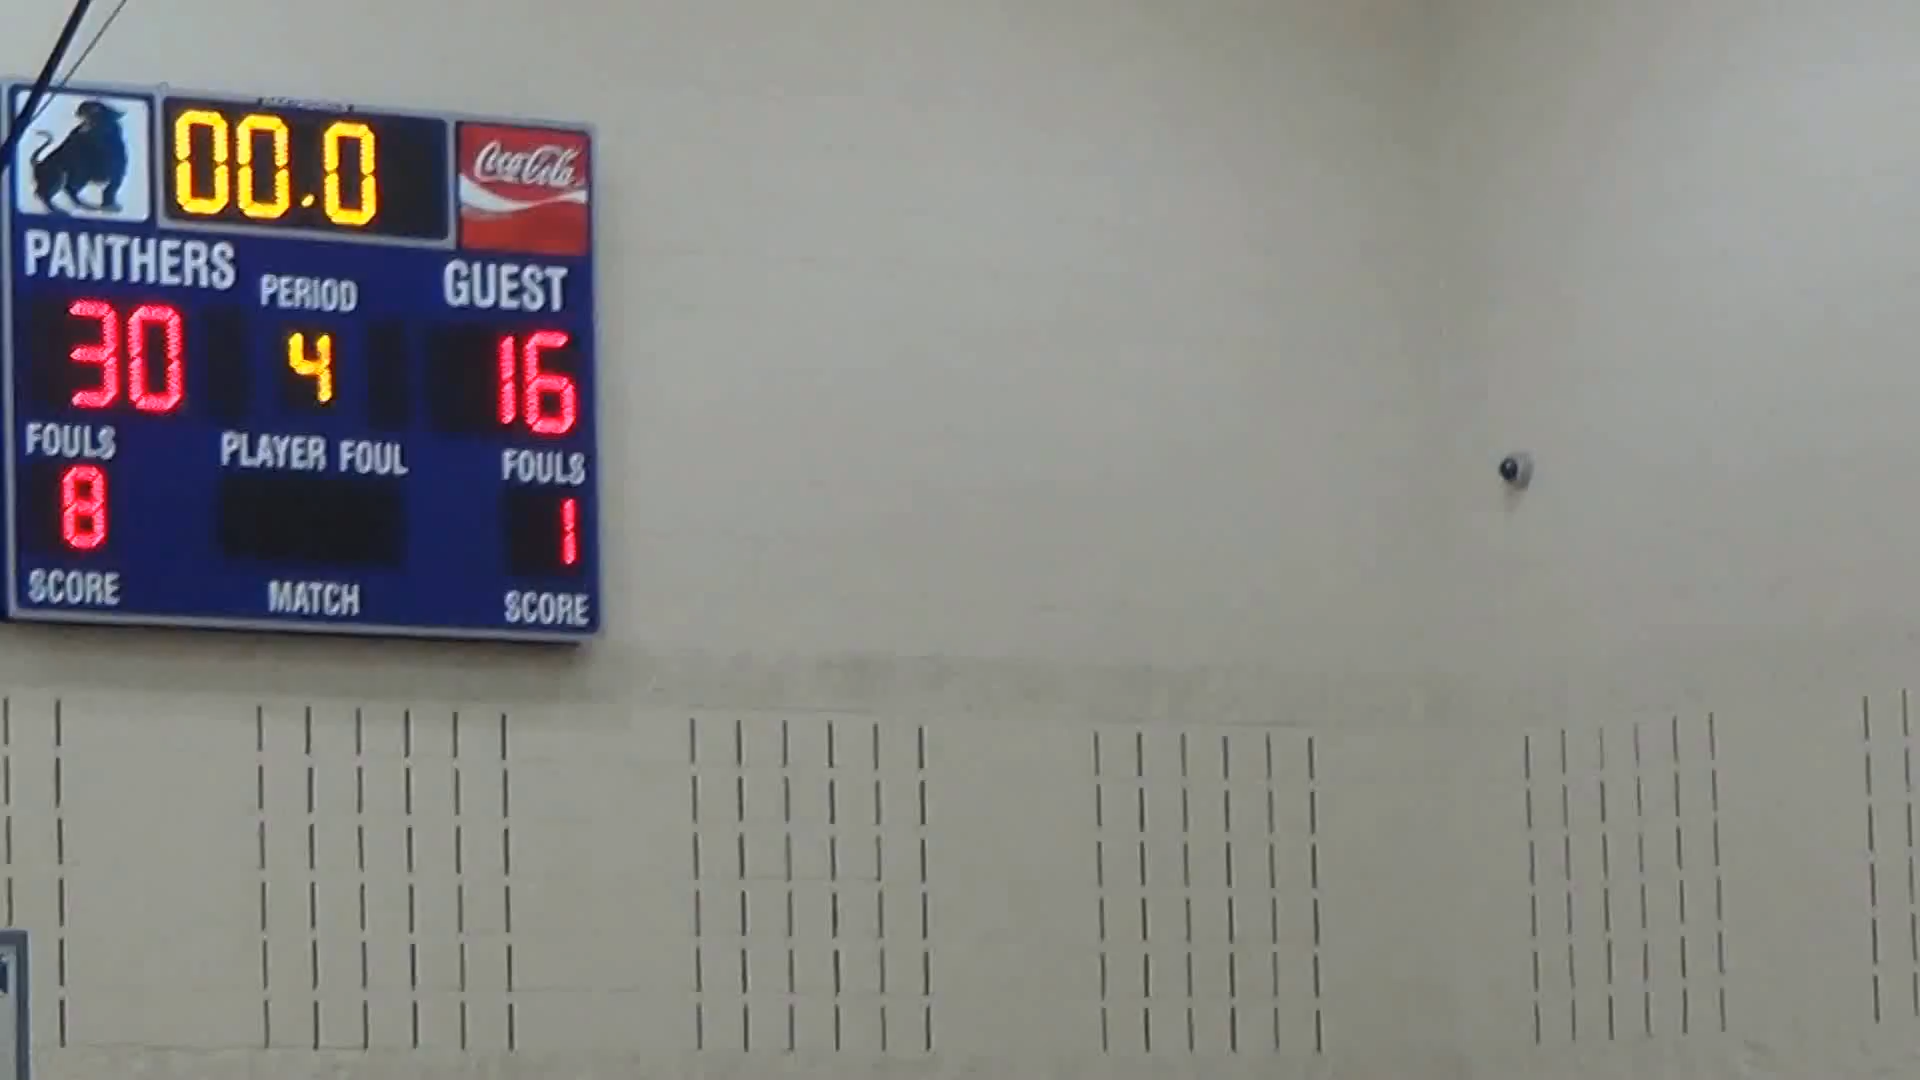 00.0
Coca-Cola
PANTHERS PERIOD GUEST
30 4 16
FOULS PLAYER FOUL FOULS
8 1
SCORE MATCH SCORE